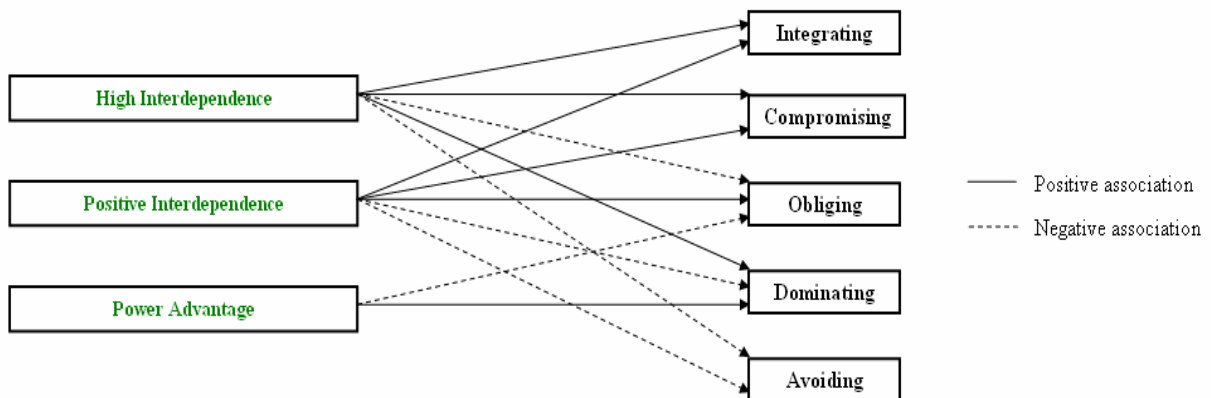 Integrating
High Interdependence
Compromising
Positive Interdependence
Obliging
Positive association
Negative association
Power Advantage
Dominating
Avoiding